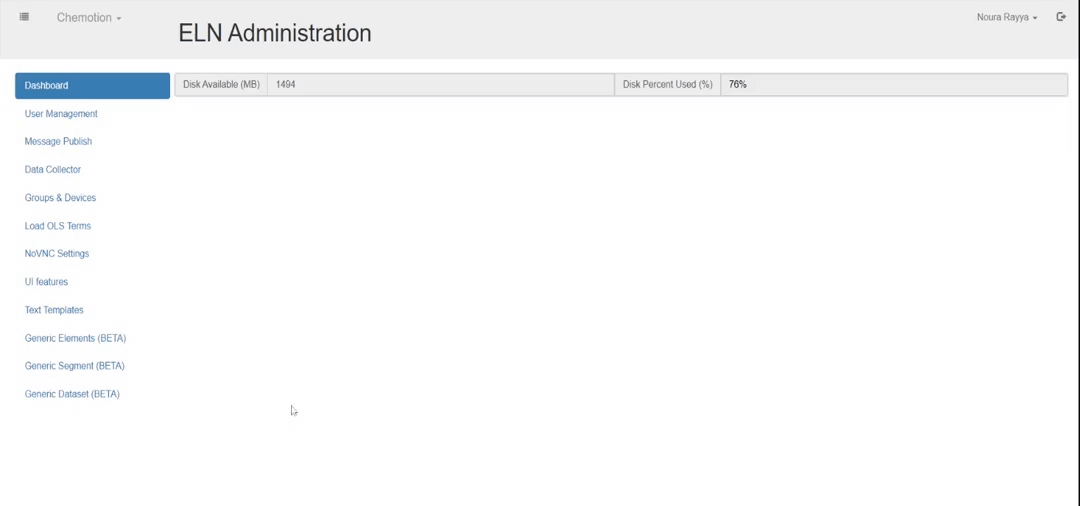 Chemotion
ELN Administration
Noura Rayya
Dashboard
Disk Available (MB) 1494 Disk Percent Used (%) 76%
User Management
Message Publish
Data Collector
Groups & Devices
Load OLS Terms
NoVNC Settings
UI features
Text Templates
Generic Elements (BETA)
Generic Segment (BETA)
Generic Dataset (BETA)